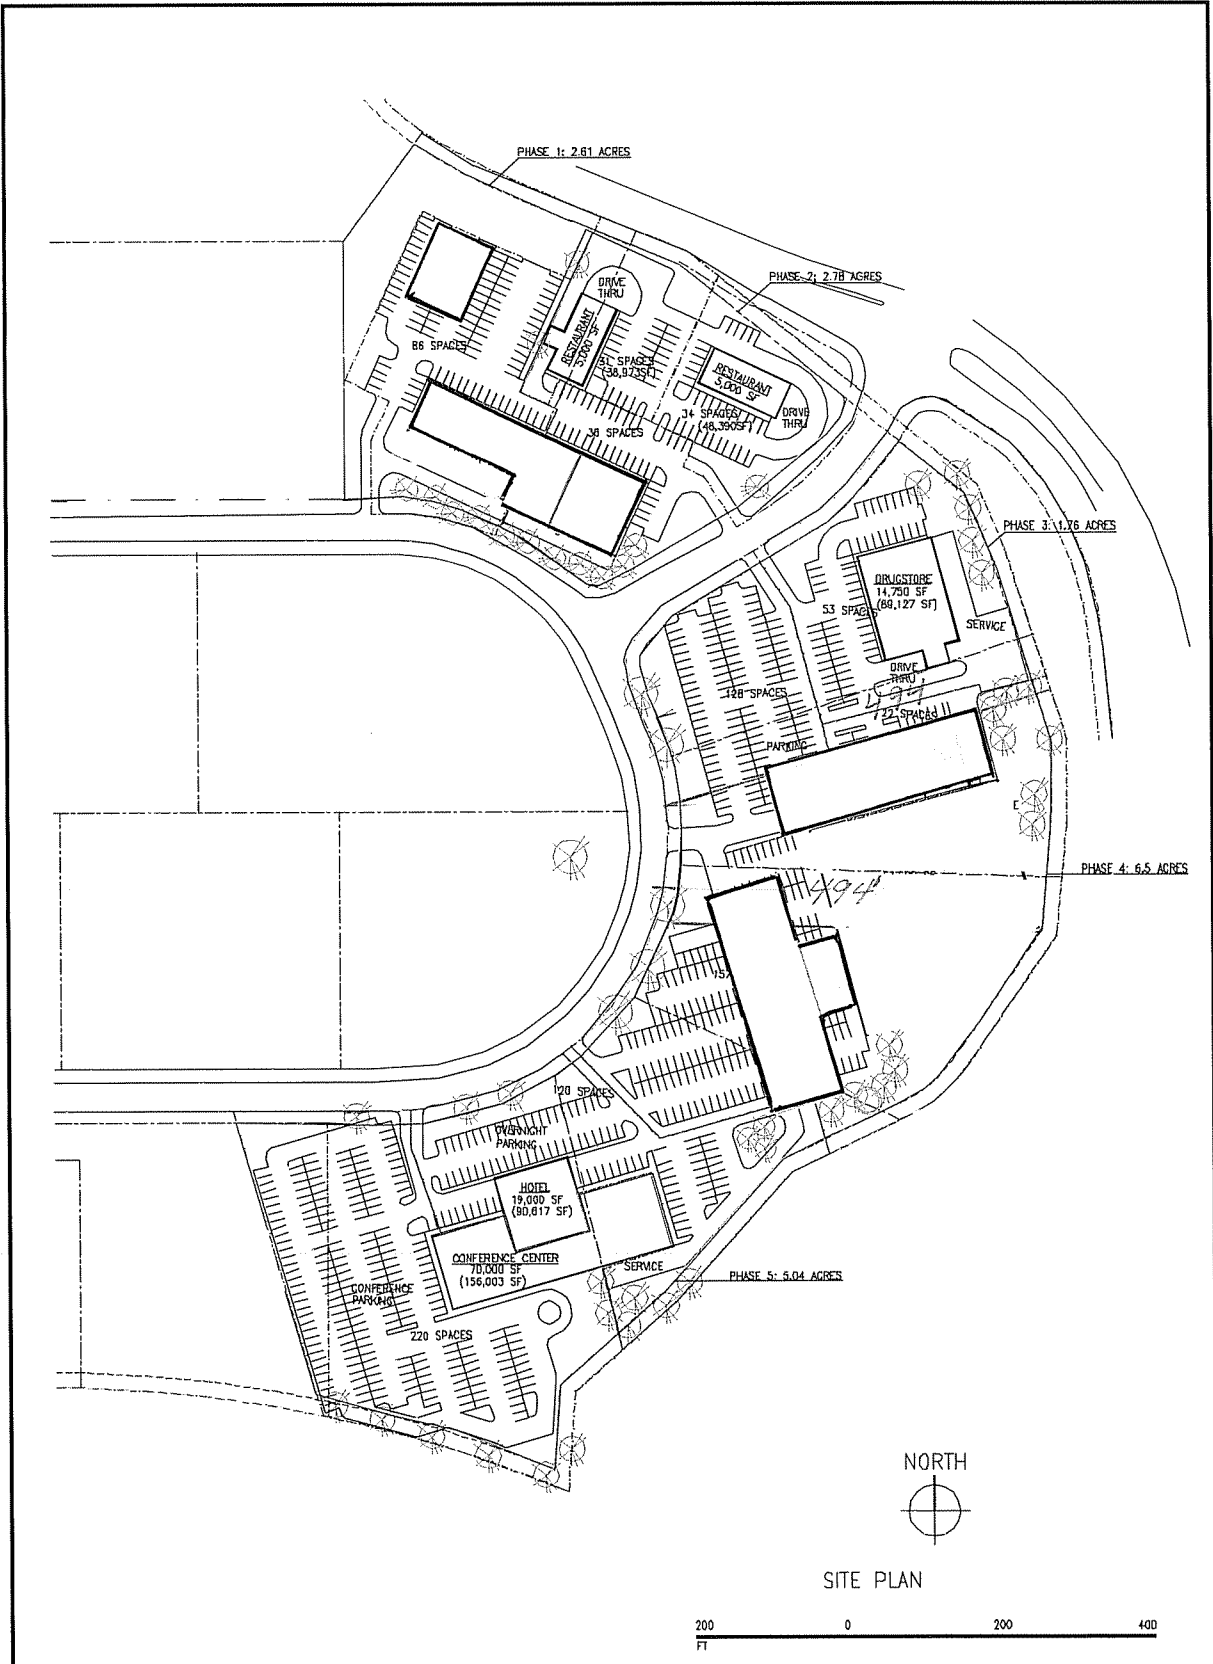 PHASE 1: 2.61 ACRES
PHASE 2: 2.78 ACRES
DRIVE
THRU
RESTAURANT
5,000 SF
86 SPACES
31 SPACES
(38,973SF)
RESTAURANT
5,000 SF
34 SPACES
(48,390SF)
DRIVE
THRU
36 SPACES
PHASE 3: 1.76 ACRES
DRUGSTORE
14,750 SF
53 SPACES
SERVICE
DRIVE
THRU
128 SPACES
494'
22 SPACES
PARKING
E
PHASE 4: 6.5 ACRES
494'
157
120 SPACES
OVERNIGHT
PARKING
HOTEL
19,000 SF
(90,617 SF)
CONFERENCE CENTER
70,000 SF
(156,003 SF)
SERVICE
PHASE 5: 5.04 ACRES
CONFERENCE
PARKING
220 SPACES
NORTH
SITE PLAN
200 0 200 400
FT